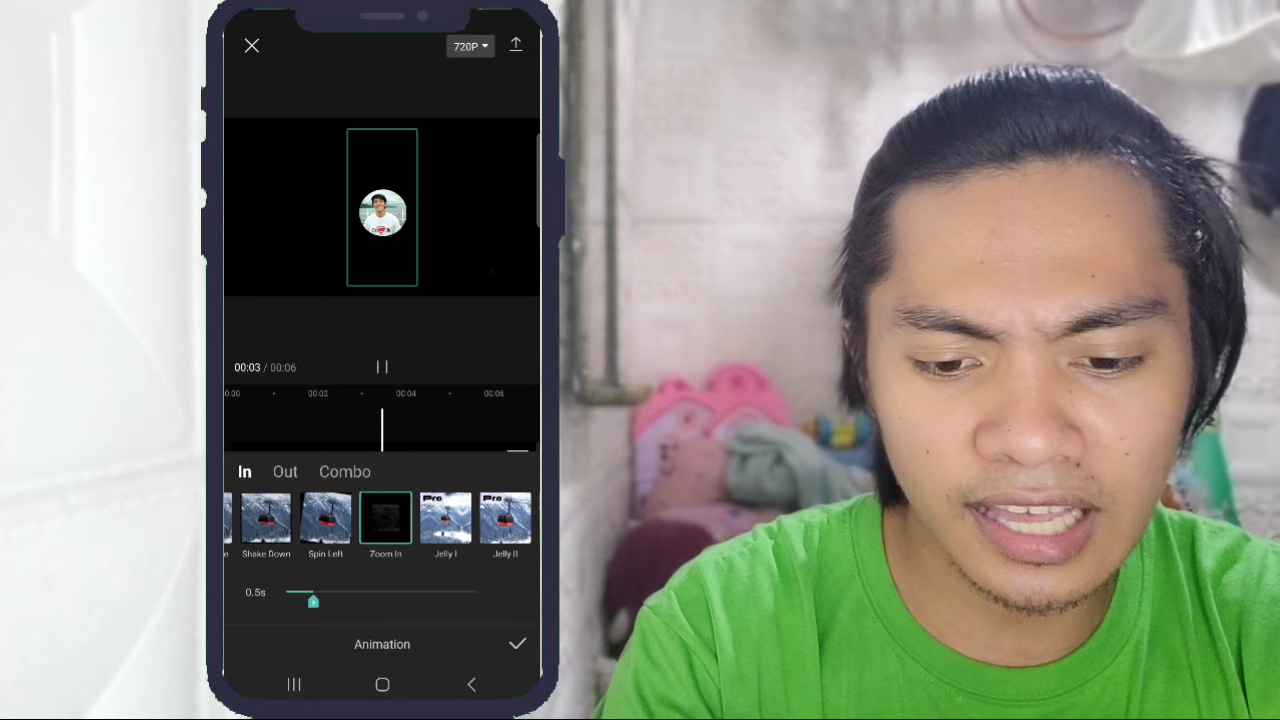 720P
00:03 / 00:06
0:00 00:02 00:04 00:06
In Out Combo
Pro Pro
e Shake Down Spin Left Zoom In Jelly I Jelly II
0.5s
Animation